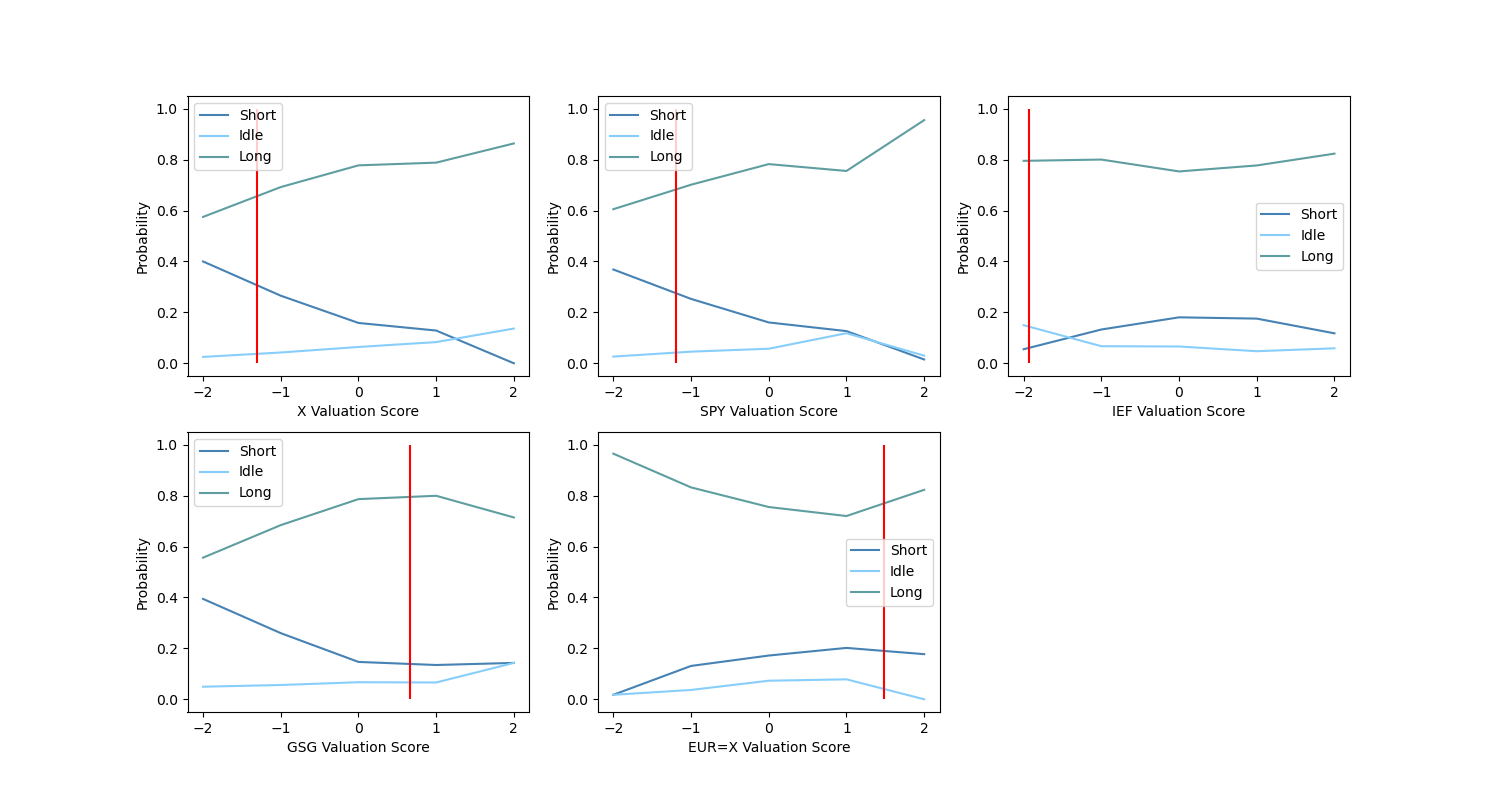 1.0
0.8
0.6
0.4
0.2
0.0
Probability
Short
Idle
Long
−2 −1 0 1 2
X Valuation Score
1.0
0.8
0.6
0.4
0.2
0.0
Probability
Short
Idle
Long
−2 −1 0 1 2
SPY Valuation Score
1.0
0.8
0.6
0.4
0.2
0.0
Probability
Short
Idle
Long
−2 −1 0 1 2
IEF Valuation Score
1.0
0.8
0.6
0.4
0.2
0.0
Probability
Short
Idle
Long
−2 −1 0 1 2
GSG Valuation Score
1.0
0.8
0.6
0.4
0.2
0.0
Probability
Short
Idle
Long
−2 −1 0 1 2
EUR=X Valuation Score